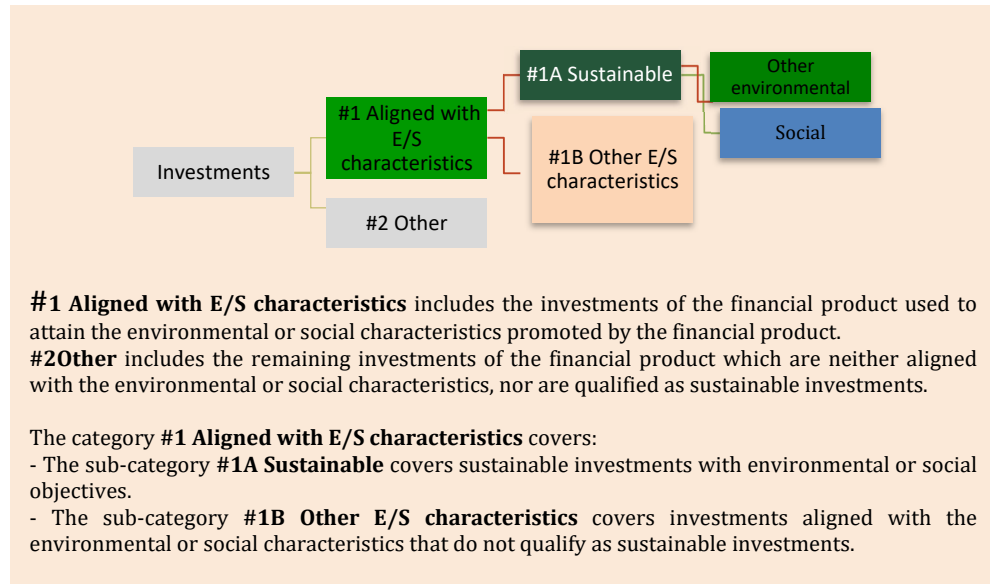 #1A Sustainable
Other
environmental
Social
#1 Aligned with
E/S
characteristics
#1B Other E/S
characteristics
Investments
#2 Other
#1 Aligned with E/S characteristics includes the investments of the financial product used to
attain the environmental or social characteristics promoted by the financial product.
#2Other includes the remaining investments of the financial product which are neither aligned
with the environmental or social characteristics, nor are qualified as sustainable investments.
The category #1 Aligned with E/S characteristics covers:
- The sub-category #1A Sustainable covers sustainable investments with environmental or social
objectives.
- The sub-category #1B Other E/S characteristics covers investments aligned with the
environmental or social characteristics that do not qualify as sustainable investments.